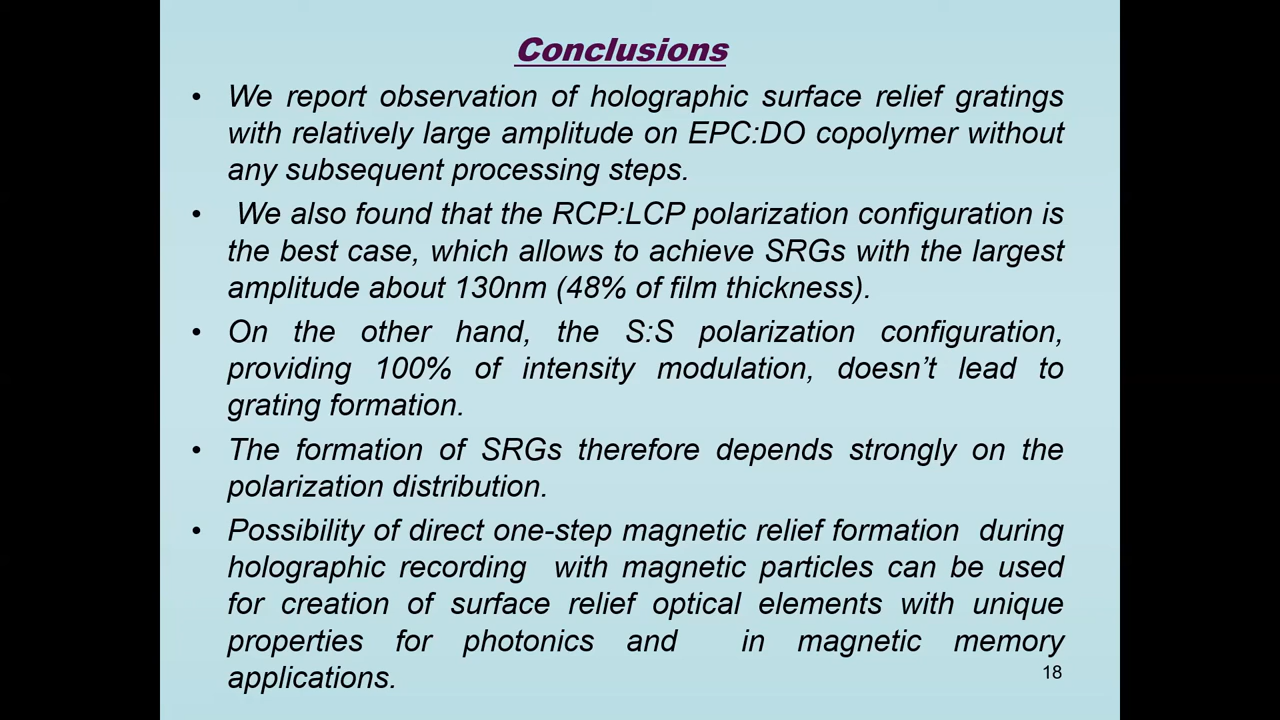 Conclusions
• We report observation of holographic surface relief gratings
with relatively large amplitude on EPC:DO copolymer without
any subsequent processing steps.
• We also found that the RCP:LCP polarization configuration is
the best case, which allows to achieve SRGs with the largest
amplitude about 130nm (48% of film thickness).
• On the other hand, the S:S polarization configuration,
providing 100% of intensity modulation, doesn’t lead to
grating formation.
• The formation of SRGs therefore depends strongly on the
polarization distribution.
• Possibility of direct one-step magnetic relief formation during
holographic recording with magnetic particles can be used
for creation of surface relief optical elements with unique
properties for photonics and in magnetic memory
applications.
18